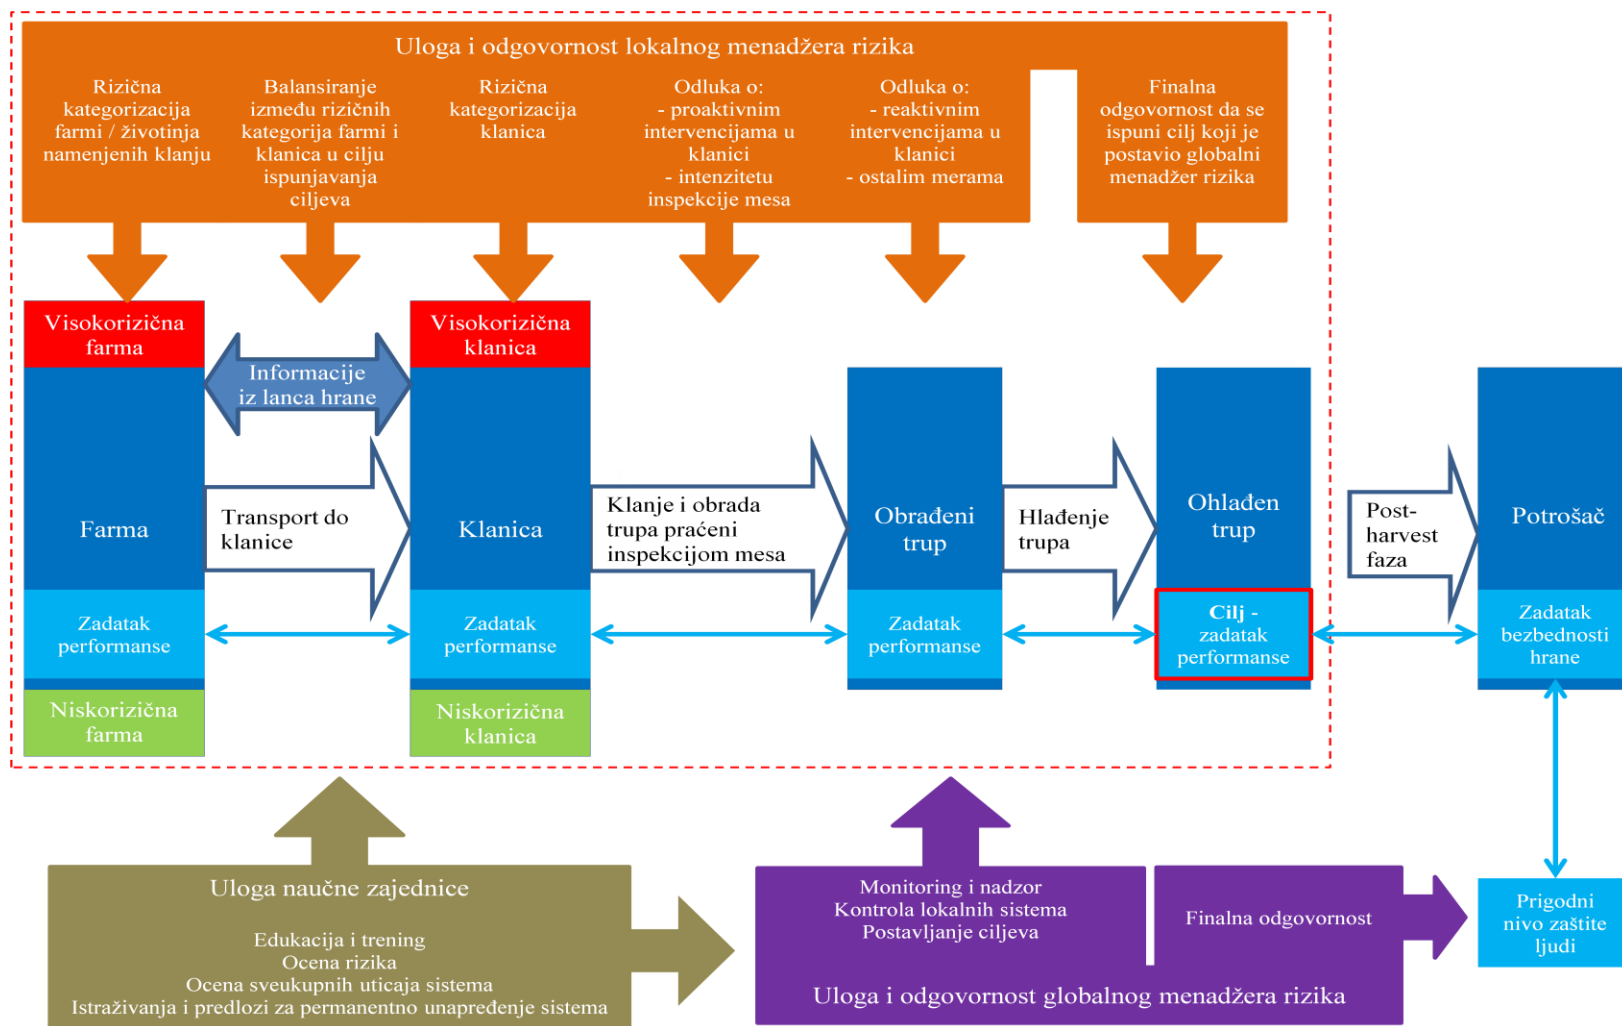 Uloga i odgovornost lokalnog menadžera rizika
Rizična
kategorizacija
farmi / životinja
namenjenih klanju
Balansiranje
između rizičnih
kategorija farmi i
klanica u cilju
ispunjavanja
ciljeva
Rizična
kategorizacija
klanica
Odluka o:
- proaktivnim
intervencijama u
klanici
- intenzitetu
inspekcije mesa
Odluka o:
- reaktivnim
intervencijama u
klanici
- ostalim merama
Finalna
odgovornost da se
ispuni cilj koji je
postavio globalni
menadžer rizika
Visokorizična
farma
Informacije
iz lanca hrane
Visokorizična
klanica
Farma
Transport do
klanice
Klanica
Klanje i obrada
trupa praćeni
inspekcijom mesa
Obrađeni
trup
Hlađenje
trupa
Ohlađen
trup
Post-
harvest
faza
Potrošač
Zadatak
performanse
Zadatak
performanse
Zadatak
performanse
Cilj -
zadatak
performanse
Zadatak
bezbednosti
hrane
Niskorizična
farma
Niskorizična
klanica
Uloga naučne zajednice
Edukacija i trening
Ocena rizika
Ocena sveukupnih uticaja sistema
Istraživanja i predlozi za permanentno unapređenje sistema
Monitoring i nadzor
Kontrola lokalnih sistema
Postavljanje ciljeva
Finalna odgovornost
Uloga i odgovornost globalnog menadžera rizika
Prigodni
nivo zaštite
ljudi